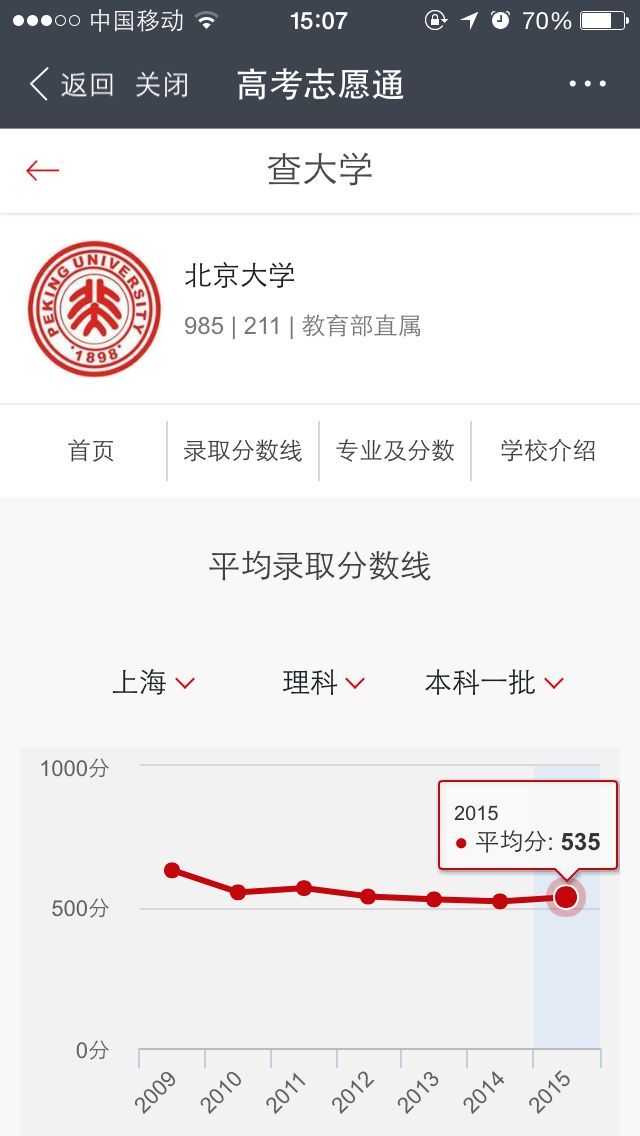 中国移动 15:07 70%
返回 关闭 高考志愿通
查大学
PEKING UNIVERSITY
1898
北京大学
985 | 211 | 教育部直属
首页 录取分数线 专业及分数 学校介绍
平均录取分数线
上海 理科 本科一批
1000分
2015
平均分: 535
500分
0分
2009 2010 2011 2012 2013 2014 2015